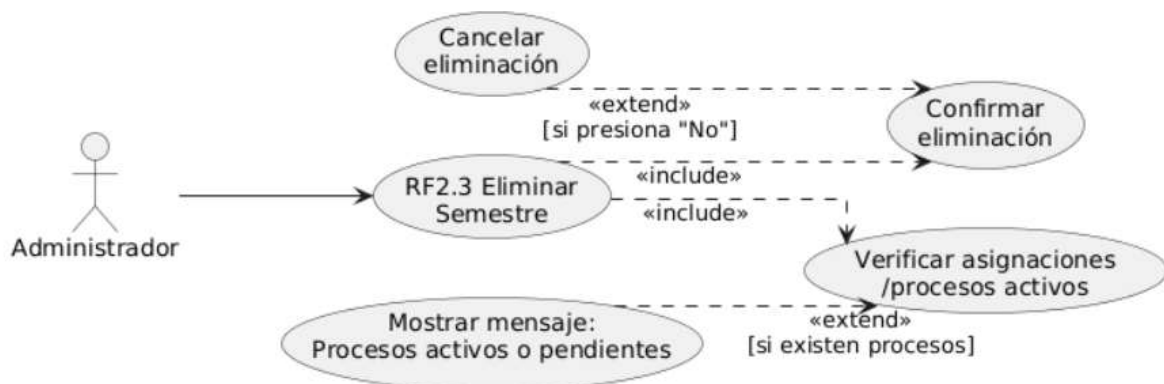 Cancelar
eliminación
«extend»
[si presiona "No"]
Confirmar
eliminación
Administrador
RF2.3 Eliminar
Semestre
«include»
«include»
Verificar asignaciones
/procesos activos
Mostrar mensaje:
Procesos activos o pendientes
«extend»
[si existen procesos]